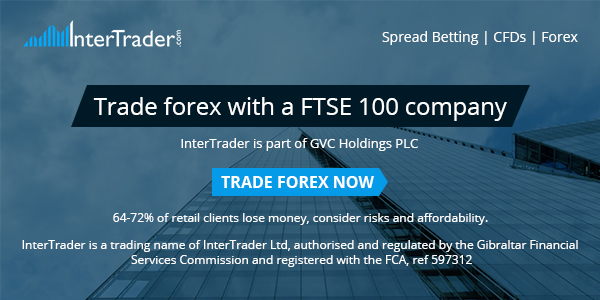 InterTrader.com
Spread Betting | CFDs | Forex
Trade forex with a FTSE 100 company
InterTrader is part of GVC Holdings PLC
TRADE FOREX NOW
64-72% of retail clients lose money, consider risks and affordability.
InterTrader is a trading name of InterTrader Ltd, authorised and regulated by the Gibraltar Financial
Services Commission and registered with the FCA, ref 597312